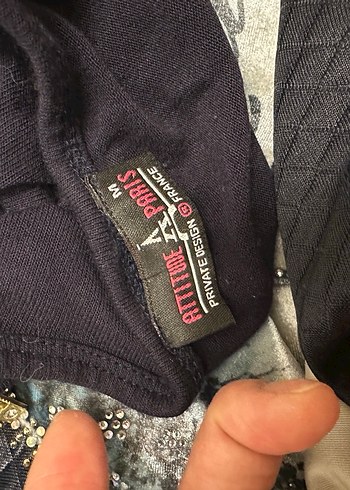 M
ATTITUDE PARIS
PRIVATE DESIGN ® FRANCE